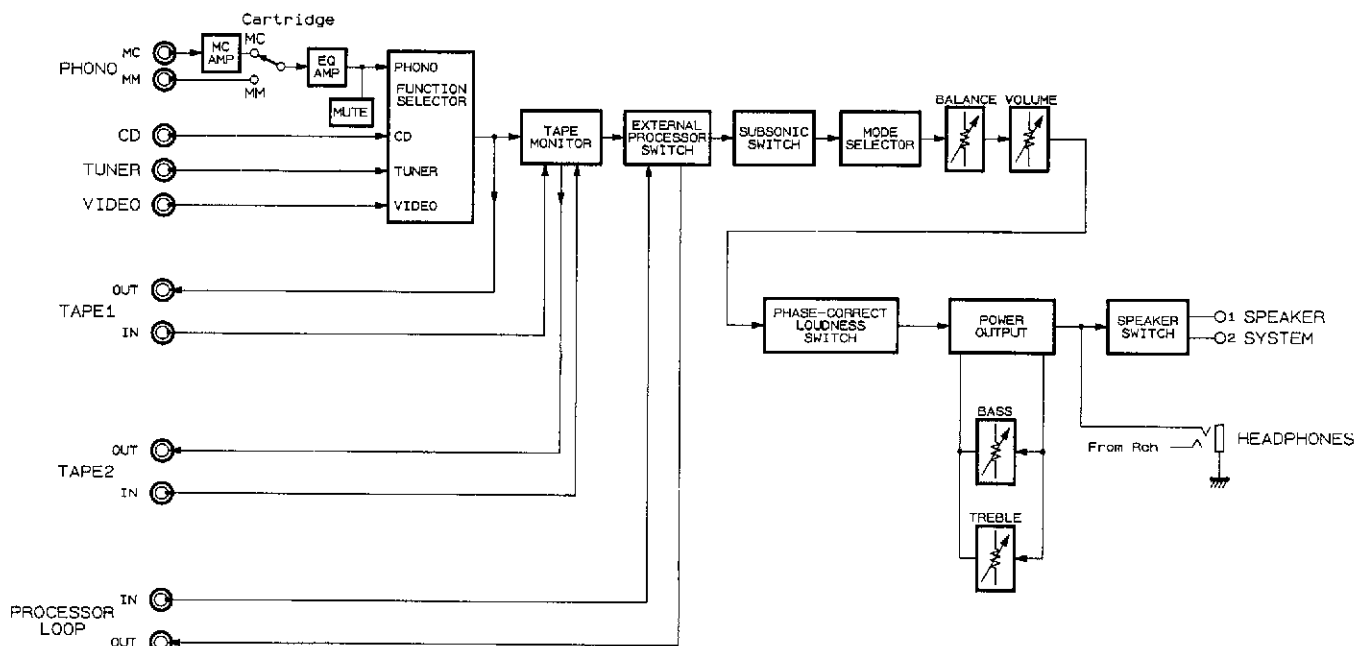 Cartridge
PHONO
MC
MC
AMP
MC
EQ
AMP
PHONO
FUNCTION
SELECTOR
MM
MM
MUTE
CD
CD
TUNER
TUNER
VIDEO
VIDEO
TAPE
MONITOR
EXTERNAL
PROCESSOR
SWITCH
SUBSONIC
SWITCH
MODE
SELECTOR
BALANCE
VOLUME
TAPE1
OUT
IN
PHASE-CORRECT
LOUDNESS
SWITCH
POWER
OUTPUT
SPEAKER
SWITCH
1 SPEAKER
2 SYSTEM
BASS
From Rch
HEADPHONES
TAPE2
OUT
IN
TREBLE
PROCESSOR
LOOP
IN
OUT